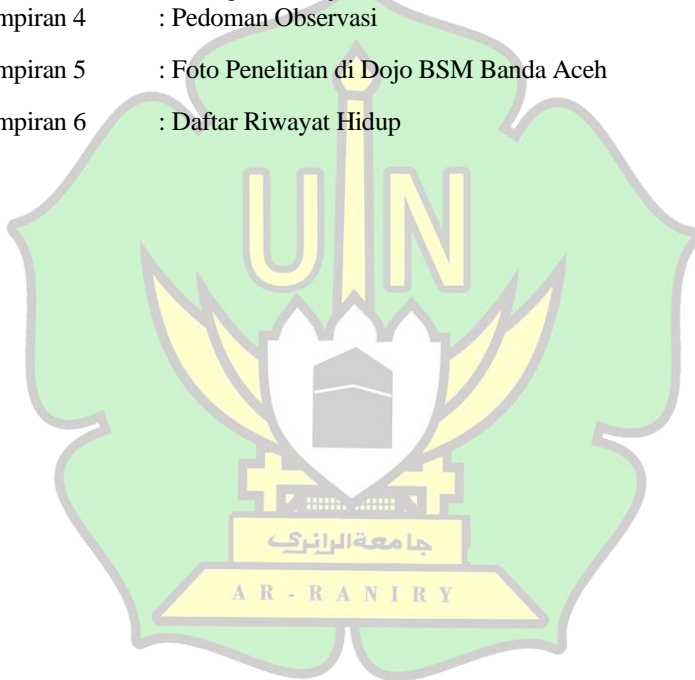 mpiran 4 : Pedoman Observasi
mpiran 5 : Foto Penelitian di Dojo BSM Banda Aceh
mpiran 6 : Daftar Riwayat Hidup
UIN
جامعة الرانري
AR-RANIRY